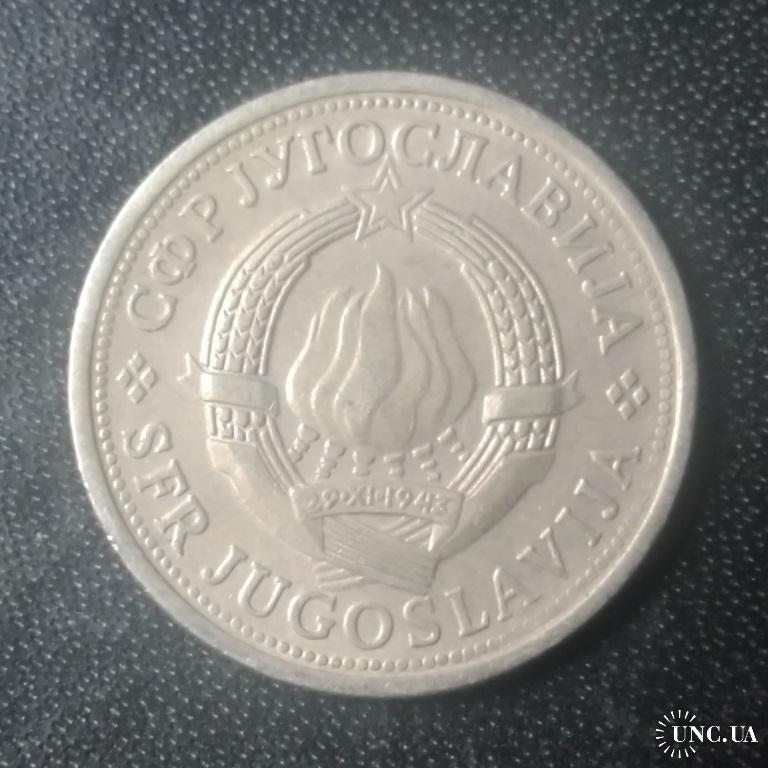 СФР ЈУГОСЛАВИЈА
29·XI·1943
SFR JUGOSLAVIJA
UNC.UA